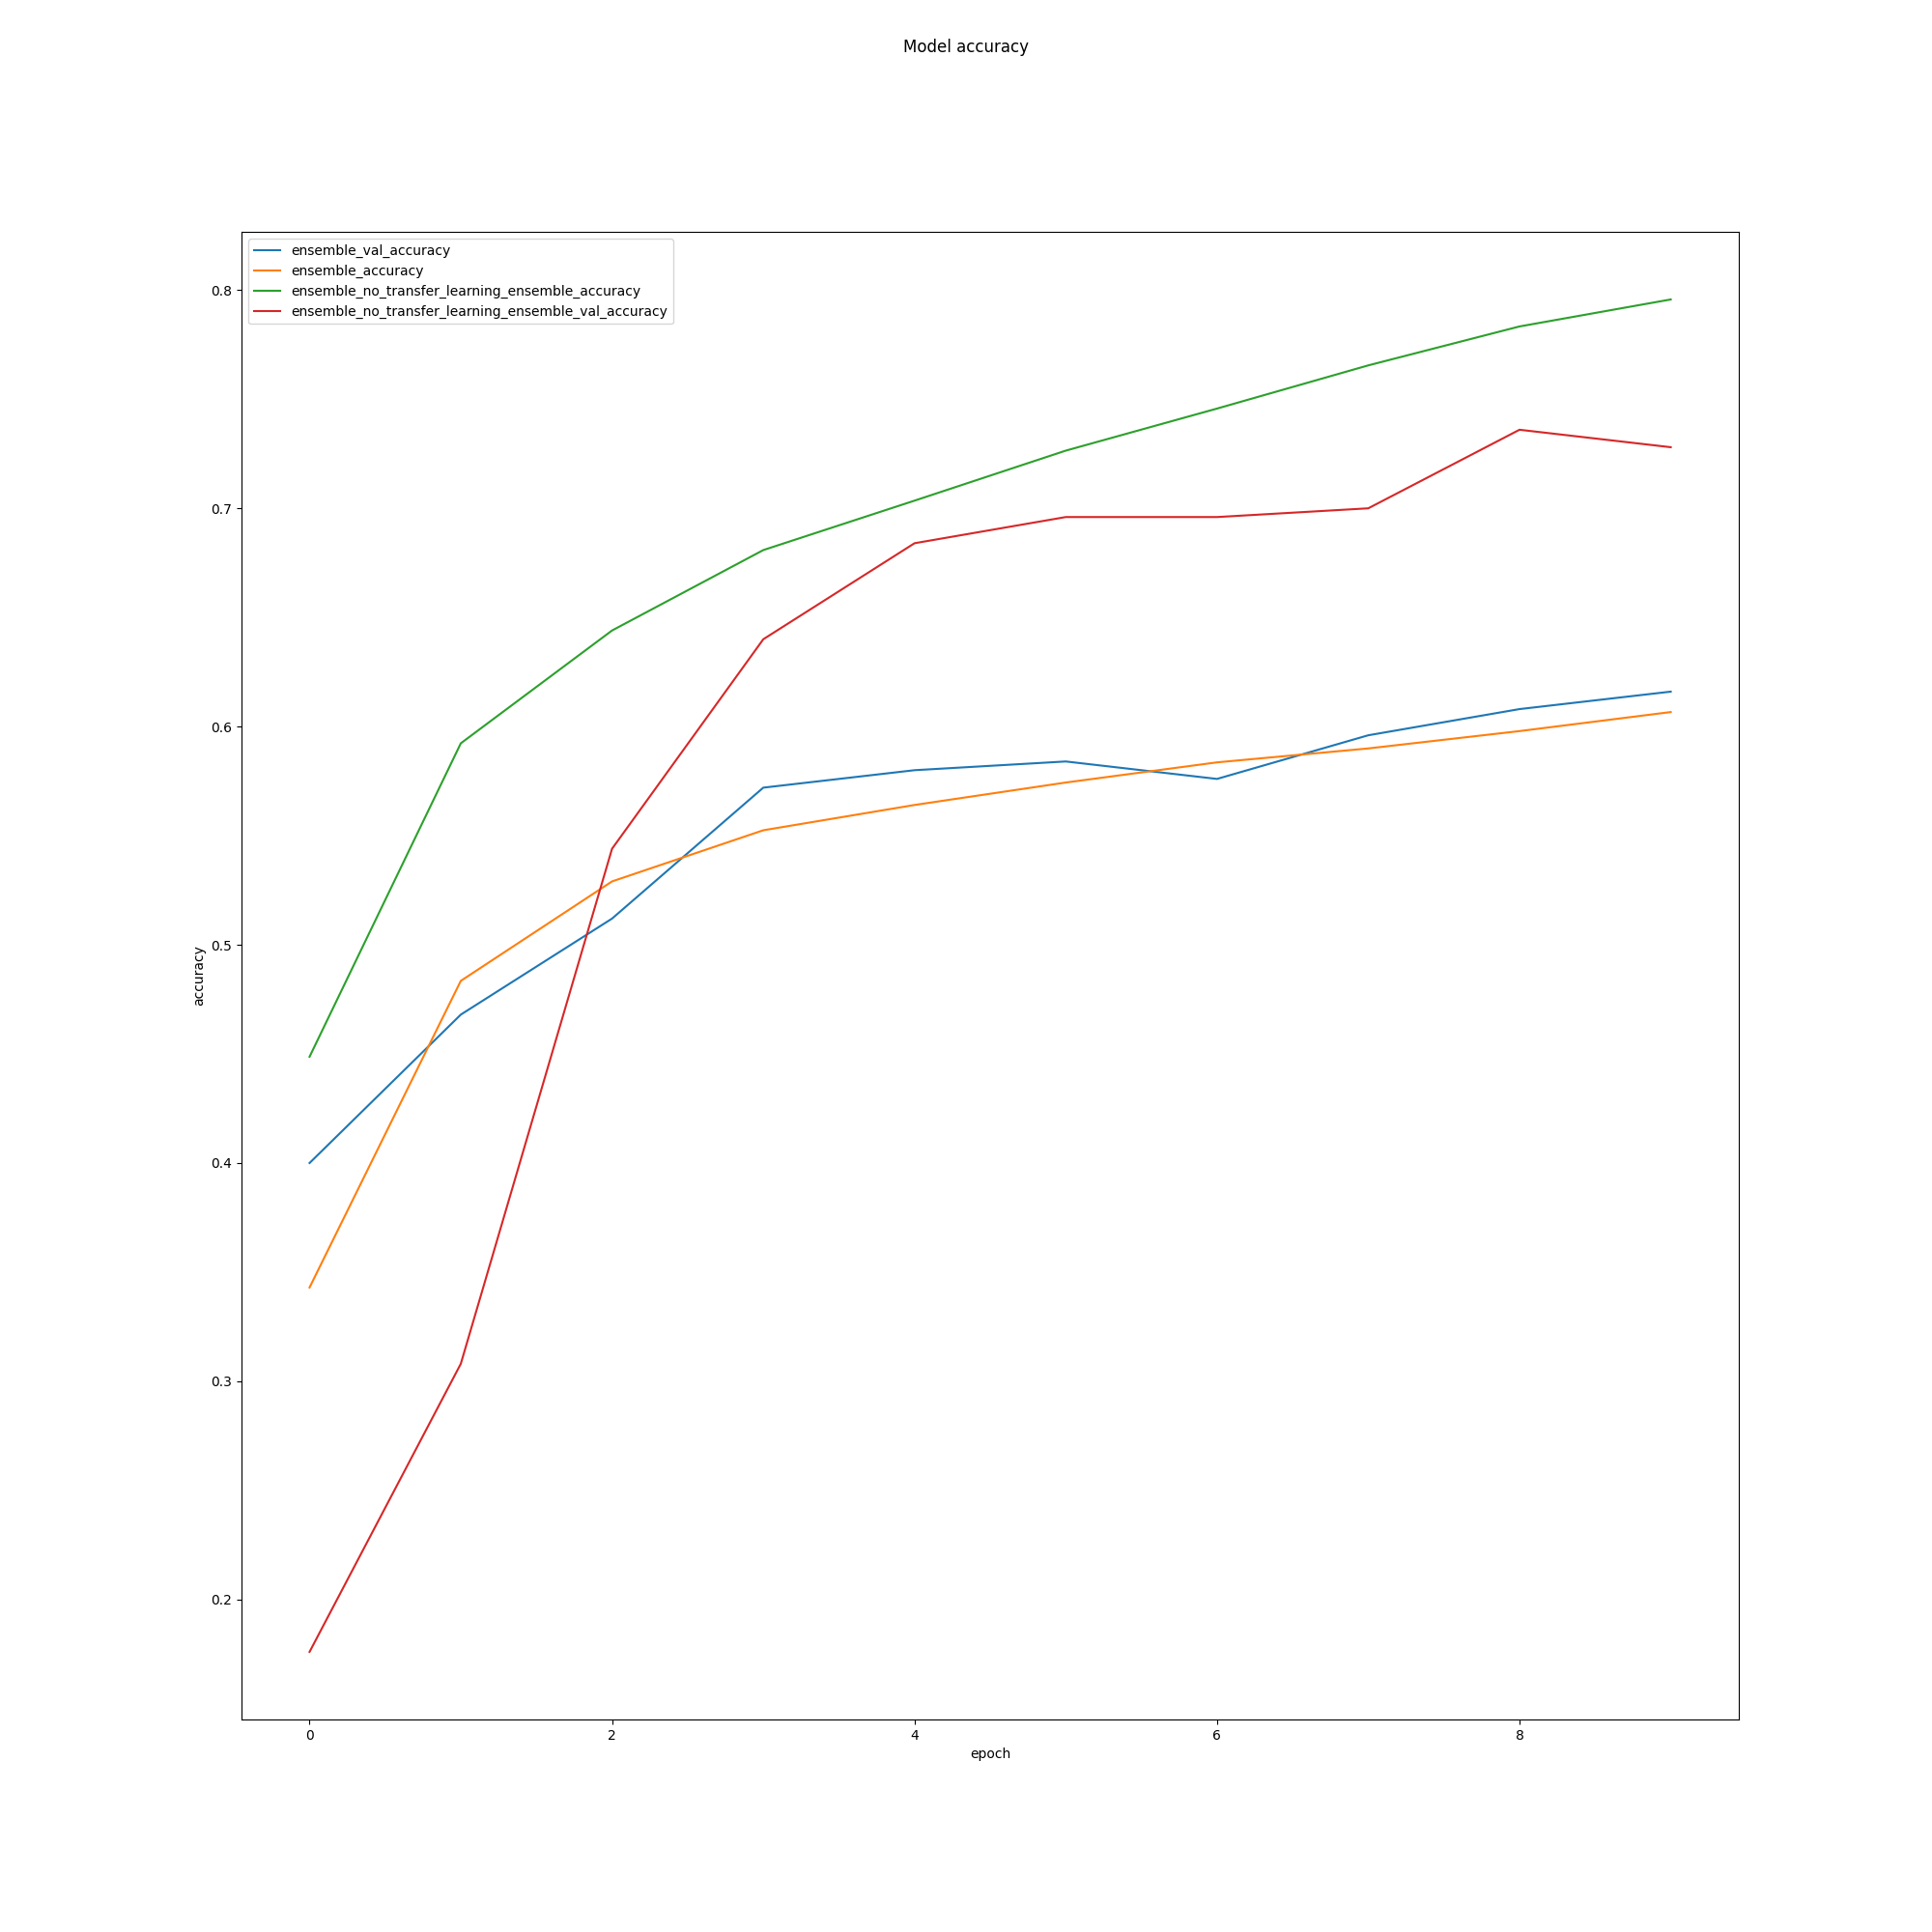 Model accuracy
ensemble_val_accuracy
ensemble_accuracy
ensemble_no_transfer_learning_ensemble_accuracy
ensemble_no_transfer_learning_ensemble_val_accuracy
0.8
0.7
0.6
0.5
0.4
0.3
0.2
accuracy
0 2 4 6 8
epoch